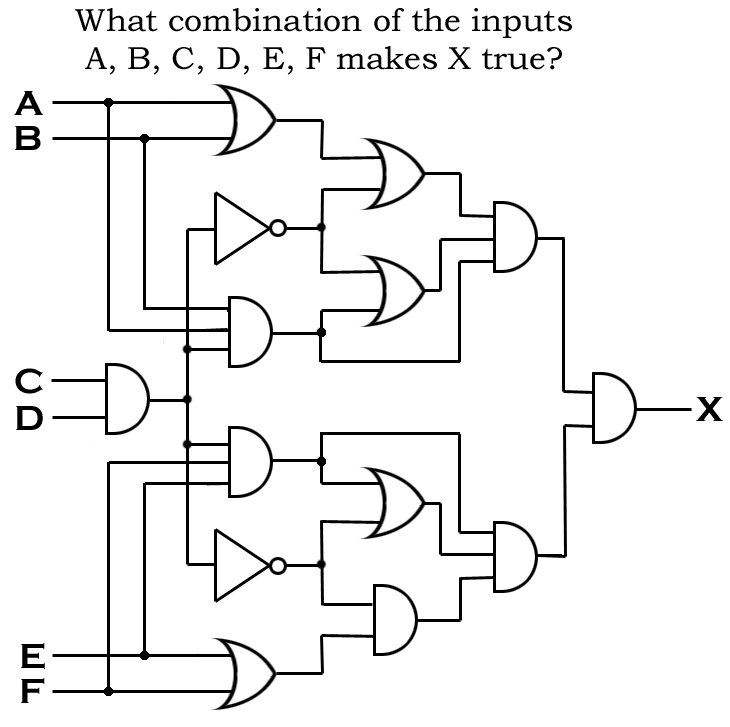 What combination of the inputs
A, B, C, D, E, F makes X true?
A
B
C
D
X
E
F